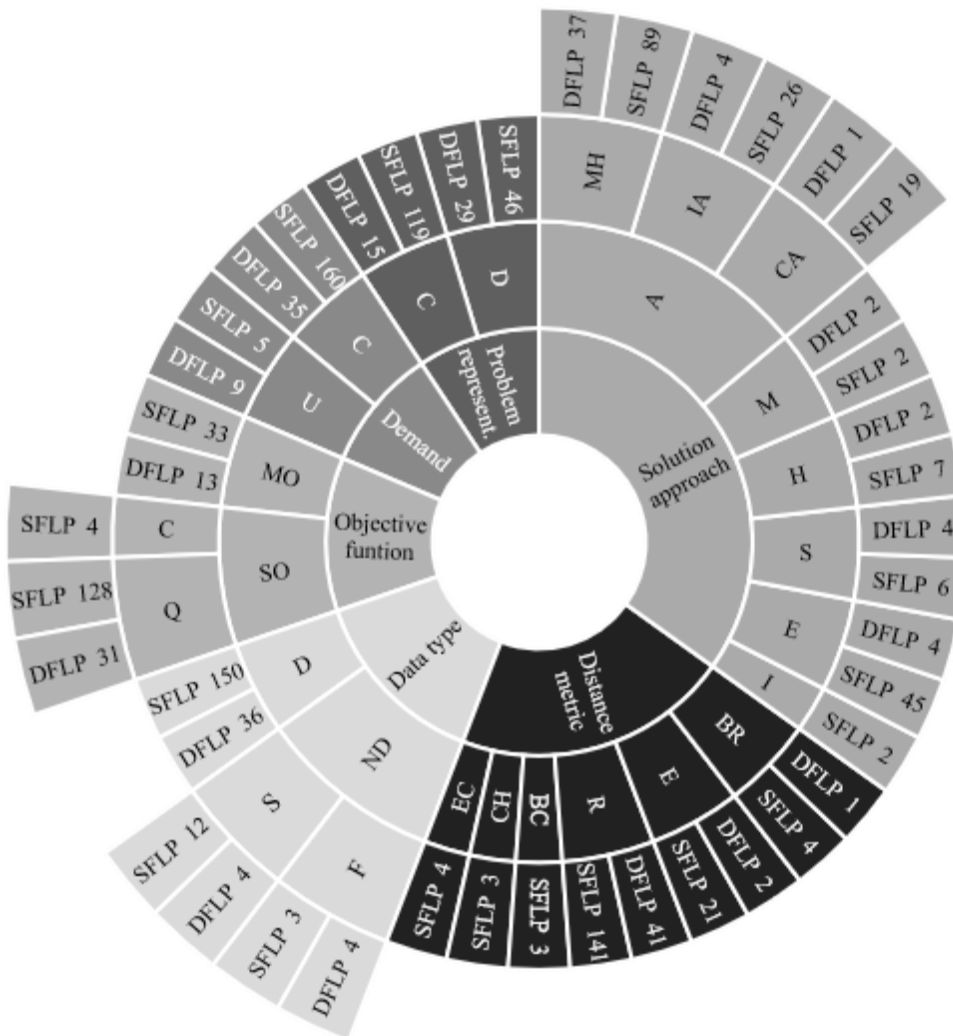 Solution
approach
A
MH
DFLP 37
SFLP 89
IA
DFLP 4
SFLP 26
CA
DFLP 1
SFLP 19
M
DFLP 2
SFLP 2
H
DFLP 2
SFLP 7
S
DFLP 4
SFLP 6
E
DFLP 4
SFLP 45
I
SFLP 2
Distance
metric
BR
DFLP 1
SFLP 4
E
DFLP 2
SFLP 21
R
DFLP 41
SFLP 141
BC
SFLP 3
CH
SFLP 3
EC
SFLP 4
Data type
ND
F
DFLP 4
SFLP 3
S
DFLP 4
SFLP 12
D
DFLP 36
SFLP 150
Objective
funtion
SO
Q
DFLP 31
SFLP 128
C
SFLP 4
MO
DFLP 13
SFLP 33
Demand
U
DFLP 9
SFLP 5
C
DFLP 35
SFLP 160
Problem
represent.
C
DFLP 15
SFLP 119
D
DFLP 29
SFLP 46